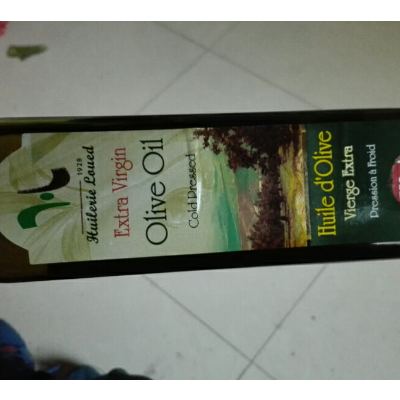 1928
Huilerie Loued
Extra Virgin
Olive Oil
Cold Pressed
Huile d'Olive
Vierge Extra
Pression à Froid